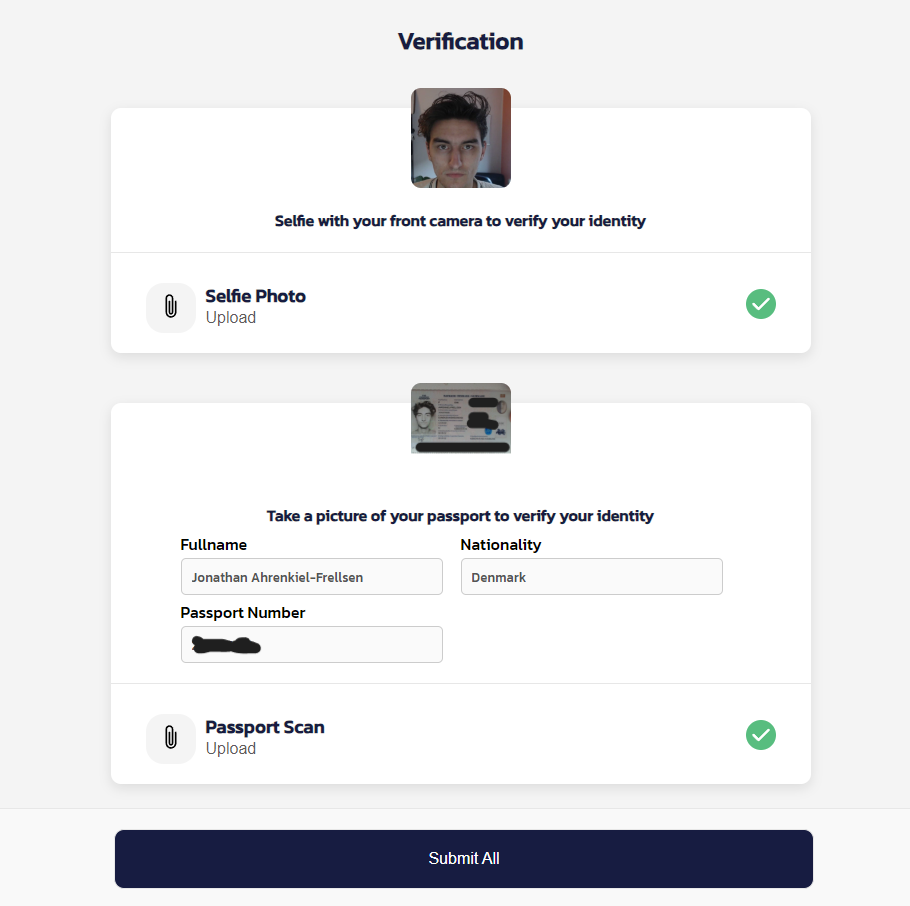 Verification
Selfie with your front camera to verify your identity
Selfie Photo
Upload
Take a picture of your passport to verify your identity
Fullname
Nationality
Jonathan Ahrenkiel-Frellsen
Denmark
Passport Number
Passport Scan
Upload
Submit All